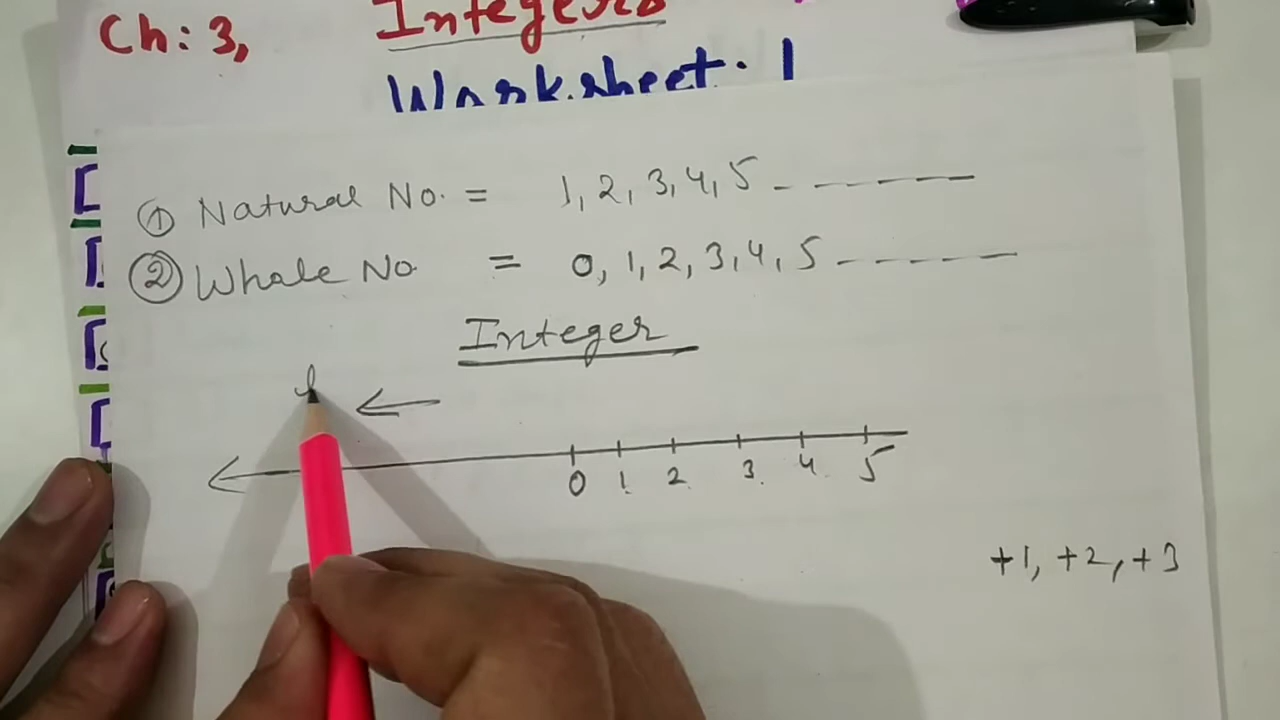 Ch: 3, Integers
Worksheet. 1
① Natural No. = 1, 2, 3, 4, 5 - - - - - -
② Whole No = 0, 1, 2, 3, 4, 5 - - - - - -
Integer
0 1 2 3 4 5
+1, +2, +3